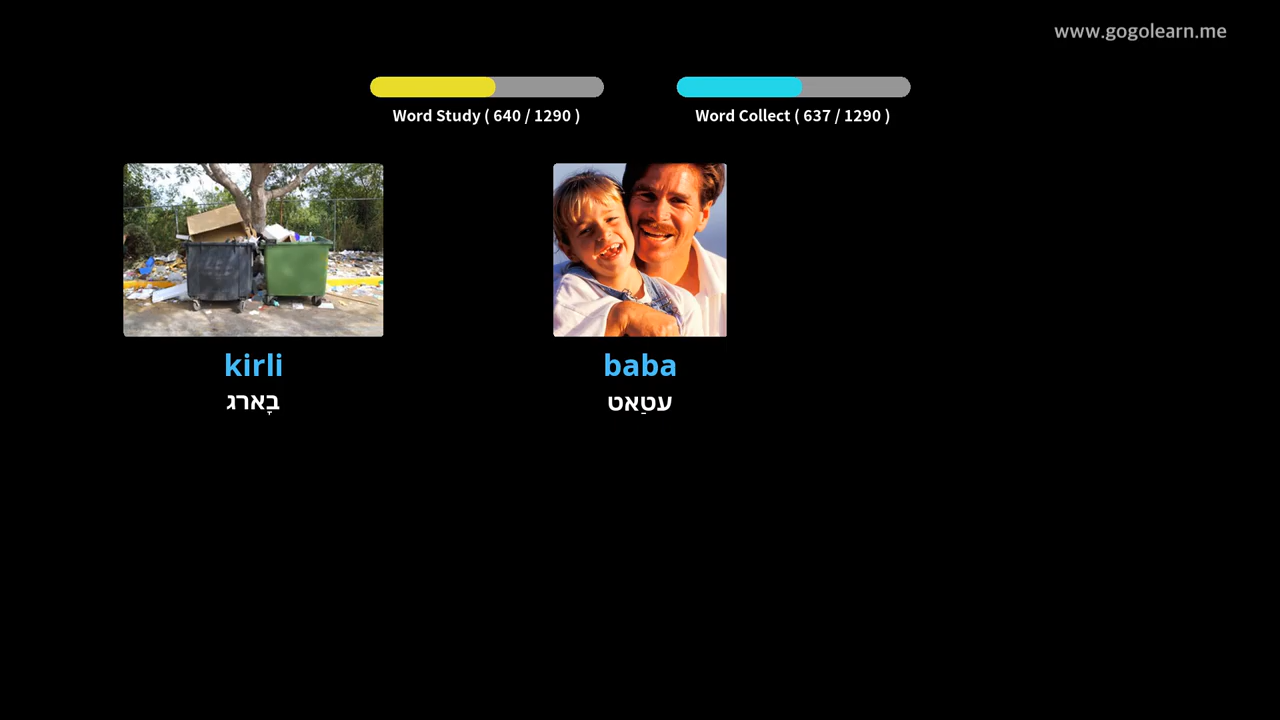 www.gogolearn.me
Word Study ( 640 / 1290 )
Word Collect ( 637 / 1290 )
kirli
בָארג
baba
עטַאט